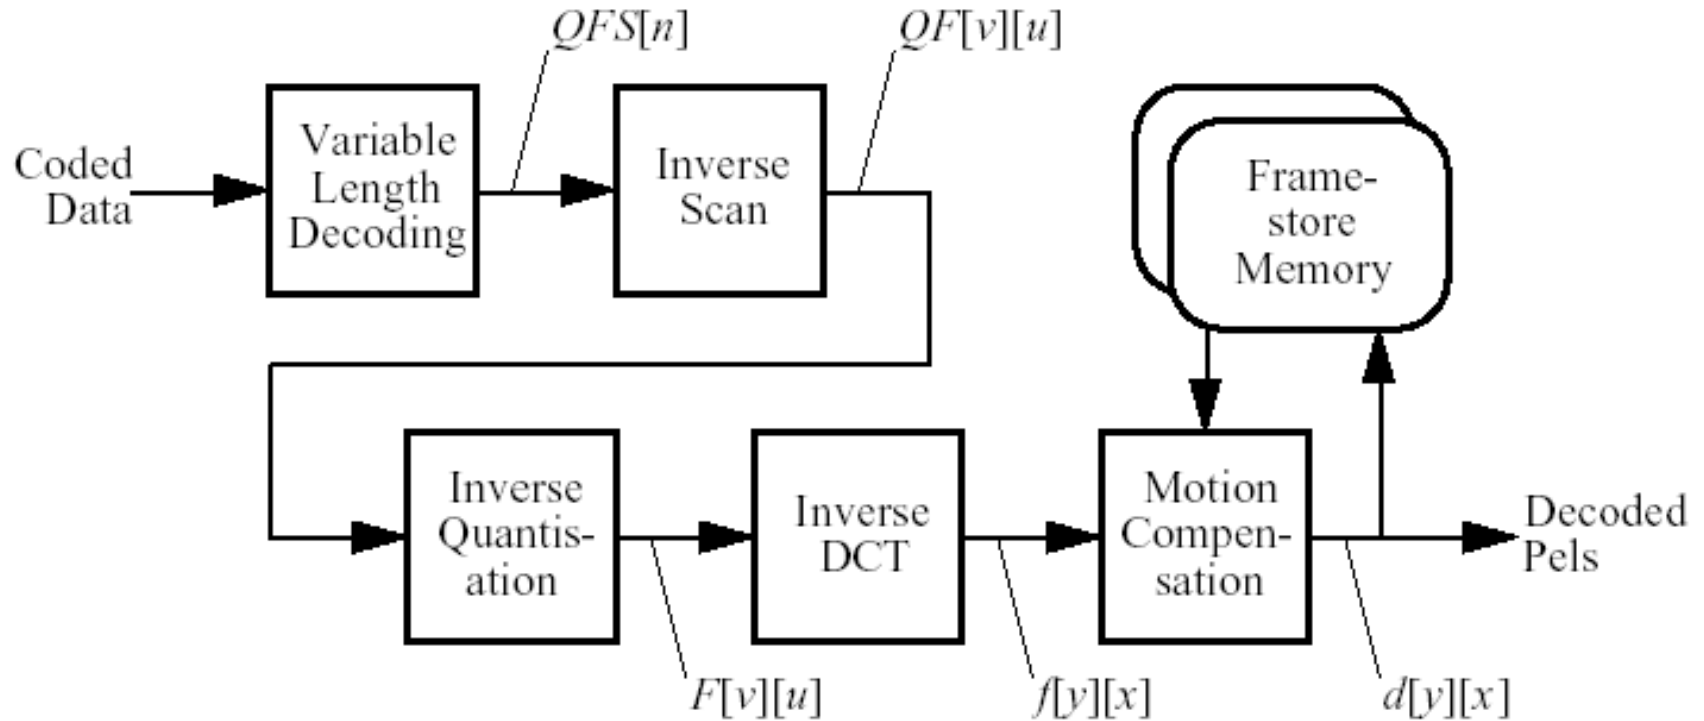 QFS[n]
QF[v][u]
Coded
Data
Variable
Length
Decoding
Inverse
Scan
Frame-
store
Memory
Inverse
Quantis-
ation
Inverse
DCT
Motion
Compen-
sation
Decoded
Pels
F[v][u]
f[y][x]
d[y][x]